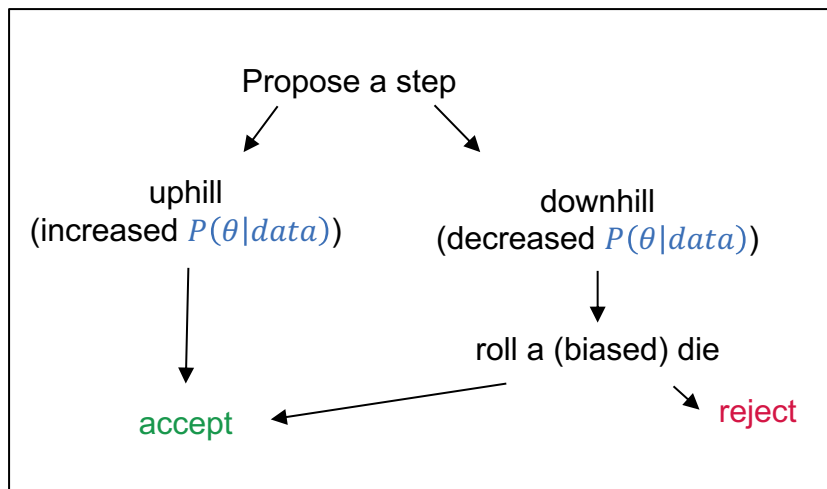 Propose a step
uphill
(increased P(θ|data))
downhill
(decreased P(θ|data))
roll a (biased) die
accept
reject